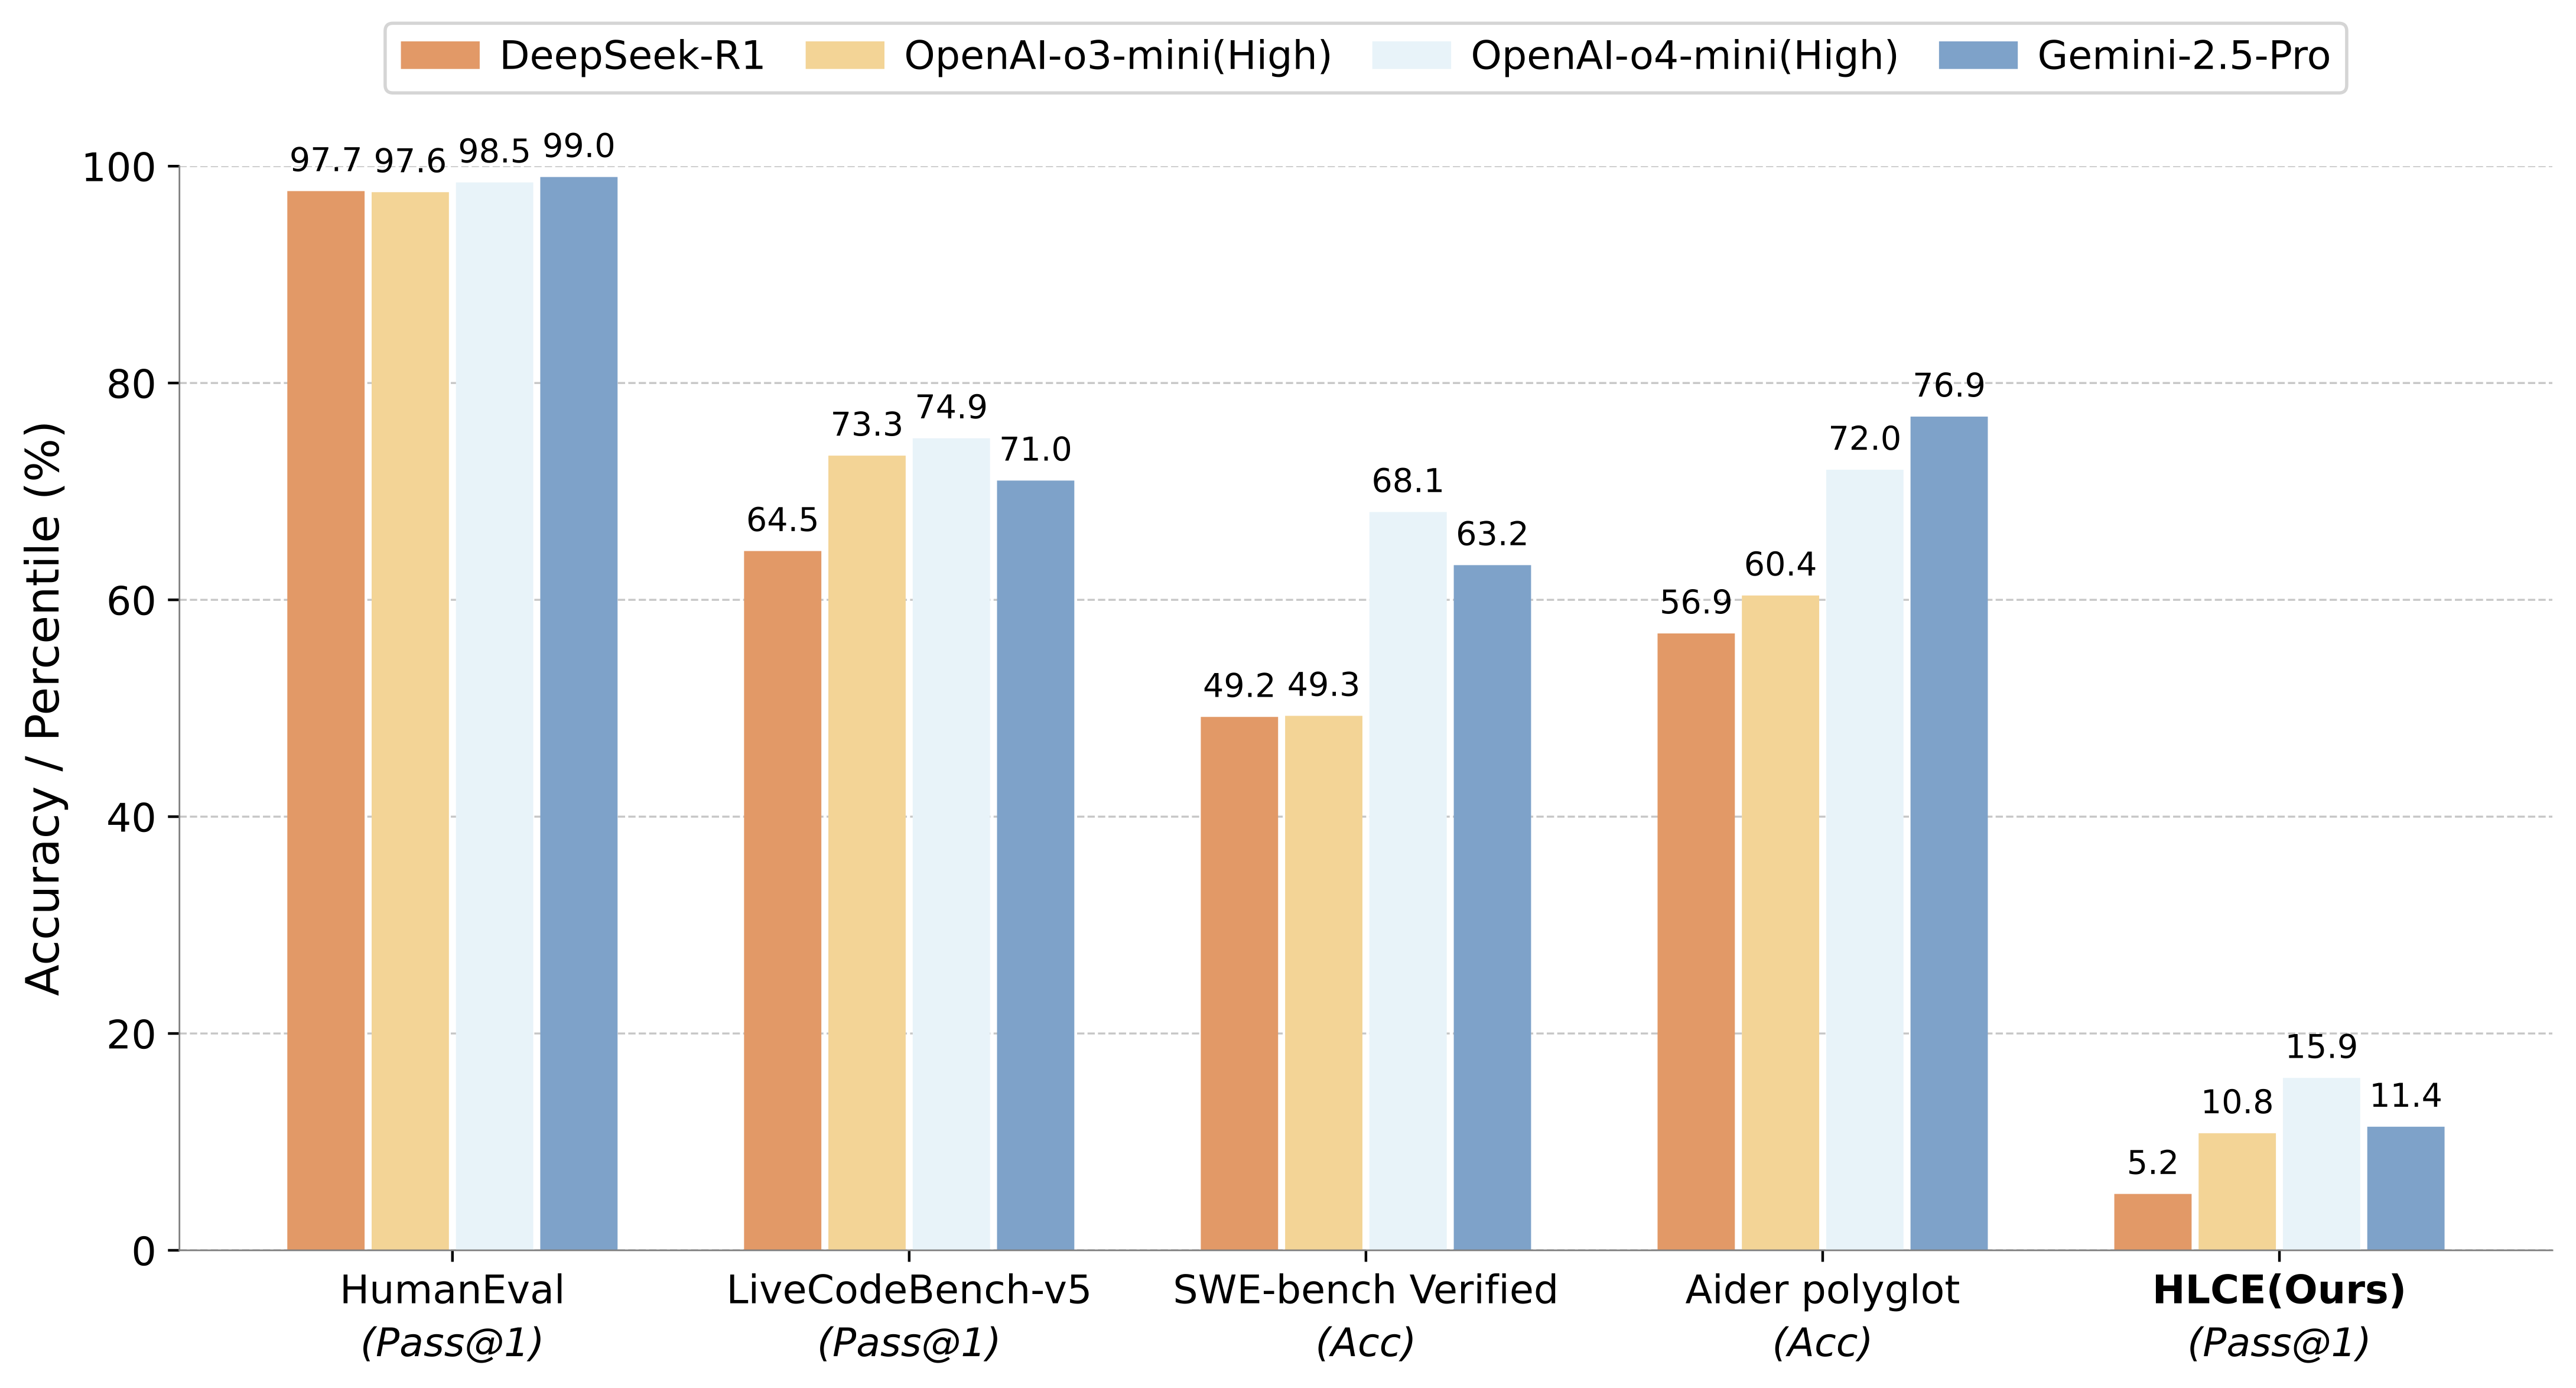 DeepSeek-R1 OpenAI-o3-mini(High) OpenAI-o4-mini(High) Gemini-2.5-Pro
Accuracy / Percentile (%)
100
80
60
40
20
0
97.7 97.6 98.5 99.0
64.5 73.3 74.9 71.0
49.2 49.3 68.1 63.2
56.9 60.4 72.0 76.9
5.2 10.8 15.9 11.4
HumanEval
(Pass@1)
LiveCodeBench-v5
(Pass@1)
SWE-bench Verified
(Acc)
Aider polyglot
(Acc)
HLCE(Ours)
(Pass@1)